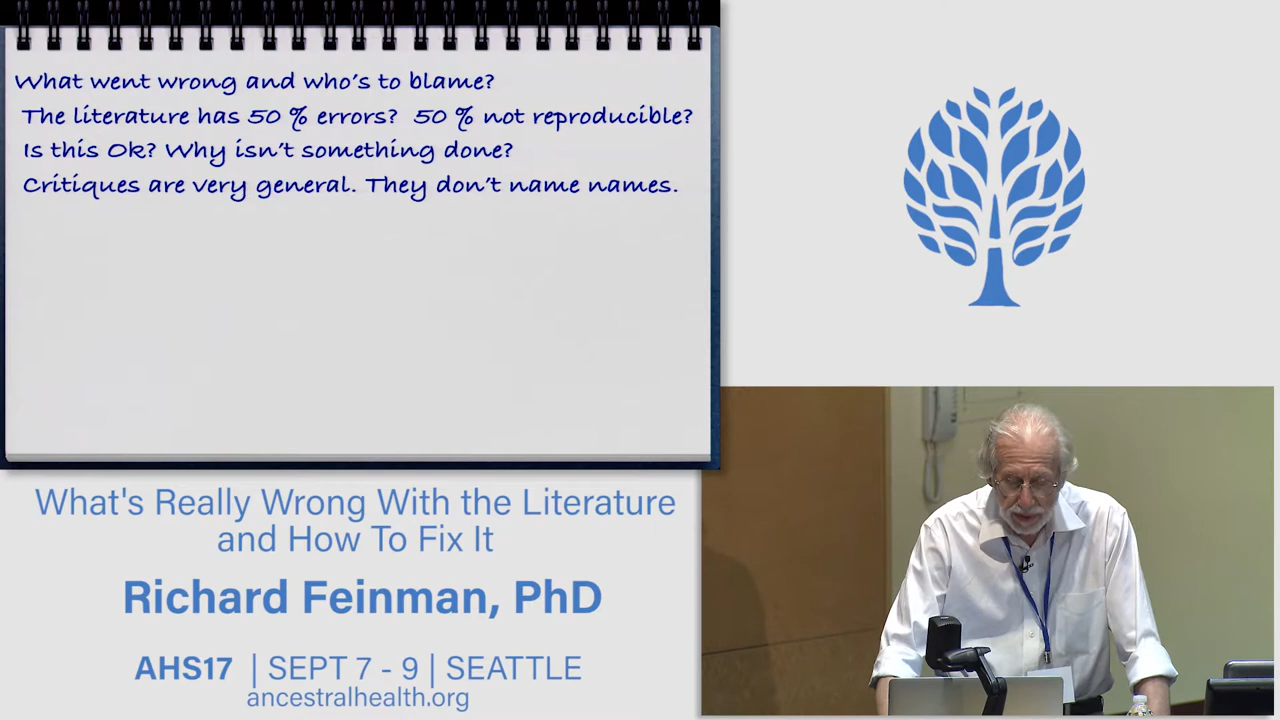 What went wrong and who's to blame?
The literature has 50 % errors? 50 % not reproducible?
Is this Ok? Why isn't something done?
Critiques are very general. They don't name names.
What's Really Wrong With the Literature
and How To Fix It
Richard Feinman, PhD
AHS17 | SEPT 7 - 9 | SEATTLE
ancestralhealth.org